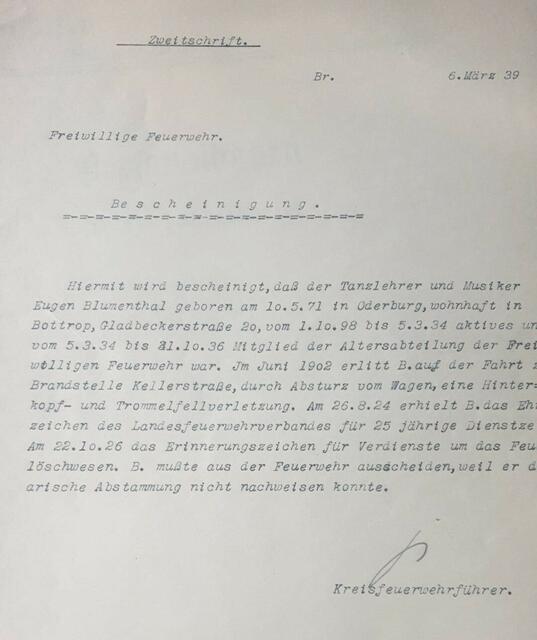 Zweitschrift.
Br. 6.März 39
Freiwillige Feuerwehr.
Bescheinigung.
=-=-=-=-=-=-=-=-=-=-=-=-=-=-=-=-=-=-=
Hiermit wird bescheinigt,daß der Tanzlehrer und Musiker
Eugen Blumenthal geboren am 1o.5.71 in Oderburg,wohnhaft in
Bottrop,Gladbeckerstraße 2o,vom 1.1o.98 bis 5.3.34 aktives un
vom 5.3.34 bis 31.1o.36 Mitglied der Altersabteilung der Frei
willigen Feuerwehr war. Jm Juni 19o2 erlitt B.auf der Fahrt z
Brandstelle Kellerstraße,durch Absturz vom Wagen,eine Hinter=
kopf- und Trommelfellverletzung. Am 26.8.24 erhielt B.das Eh
zeichen des Landesfeuerwehrverbandes für 25 jährige Dienstze
Am 22.1o.26 das Erinnerungszeichen für Verdienste um das Feu
löschwesen. B. mußte aus der Feuerwehr ausscheiden,weil er d
arische Abstammung nicht nachweisen konnte.
Kreisfeuerwehrführer.